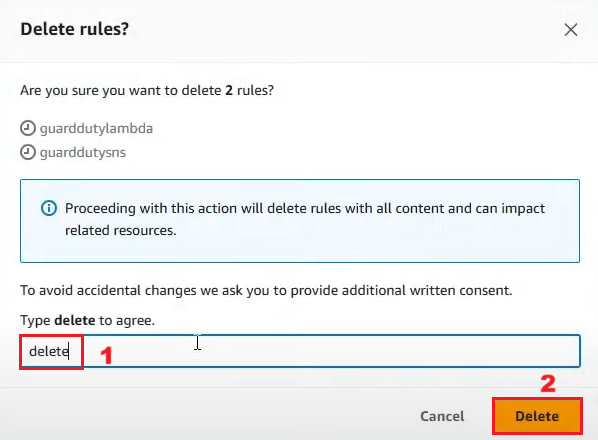 Delete rules?
Are you sure you want to delete 2 rules?
guarddutylambda
guarddutysns
Proceeding with this action will delete rules with all content and can impact
related resources.
To avoid accidental changes we ask you to provide additional written consent.
Type delete to agree.
delete 1
2
Cancel Delete